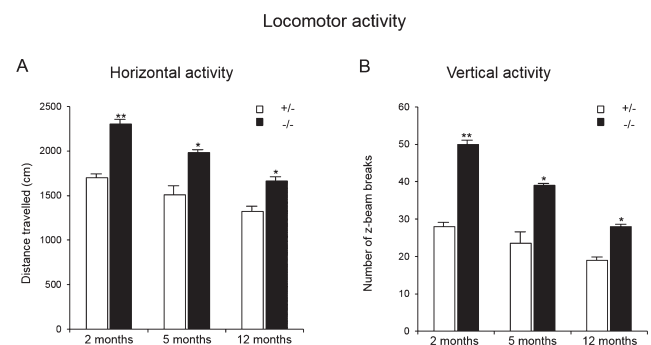 Locomotor activity
A
Horizontal activity
+/-
-/-
Distance travelled (cm)
2500
2000
1500
1000
500
0
**
*
*
2 months
5 months
12 months
B
Vertical activity
+/-
-/-
Number of z-beam breaks
60
50
40
30
20
10
0
**
*
*
2 months
5 months
12 months